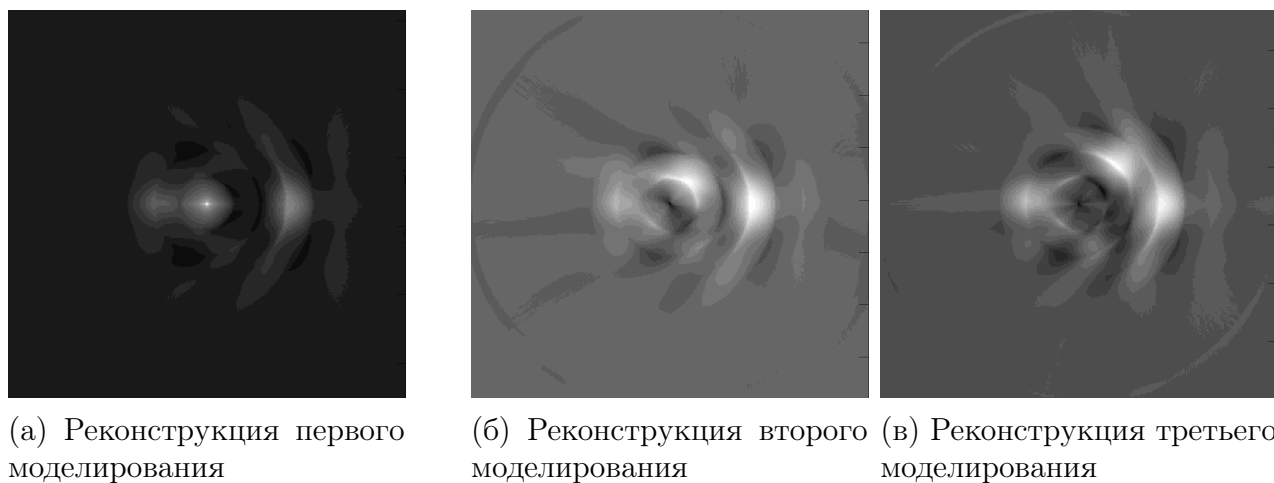 (а) Реконструкция первого
моделирования
(б) Реконструкция второго
моделирования
(в) Реконструкция третьего
моделирования